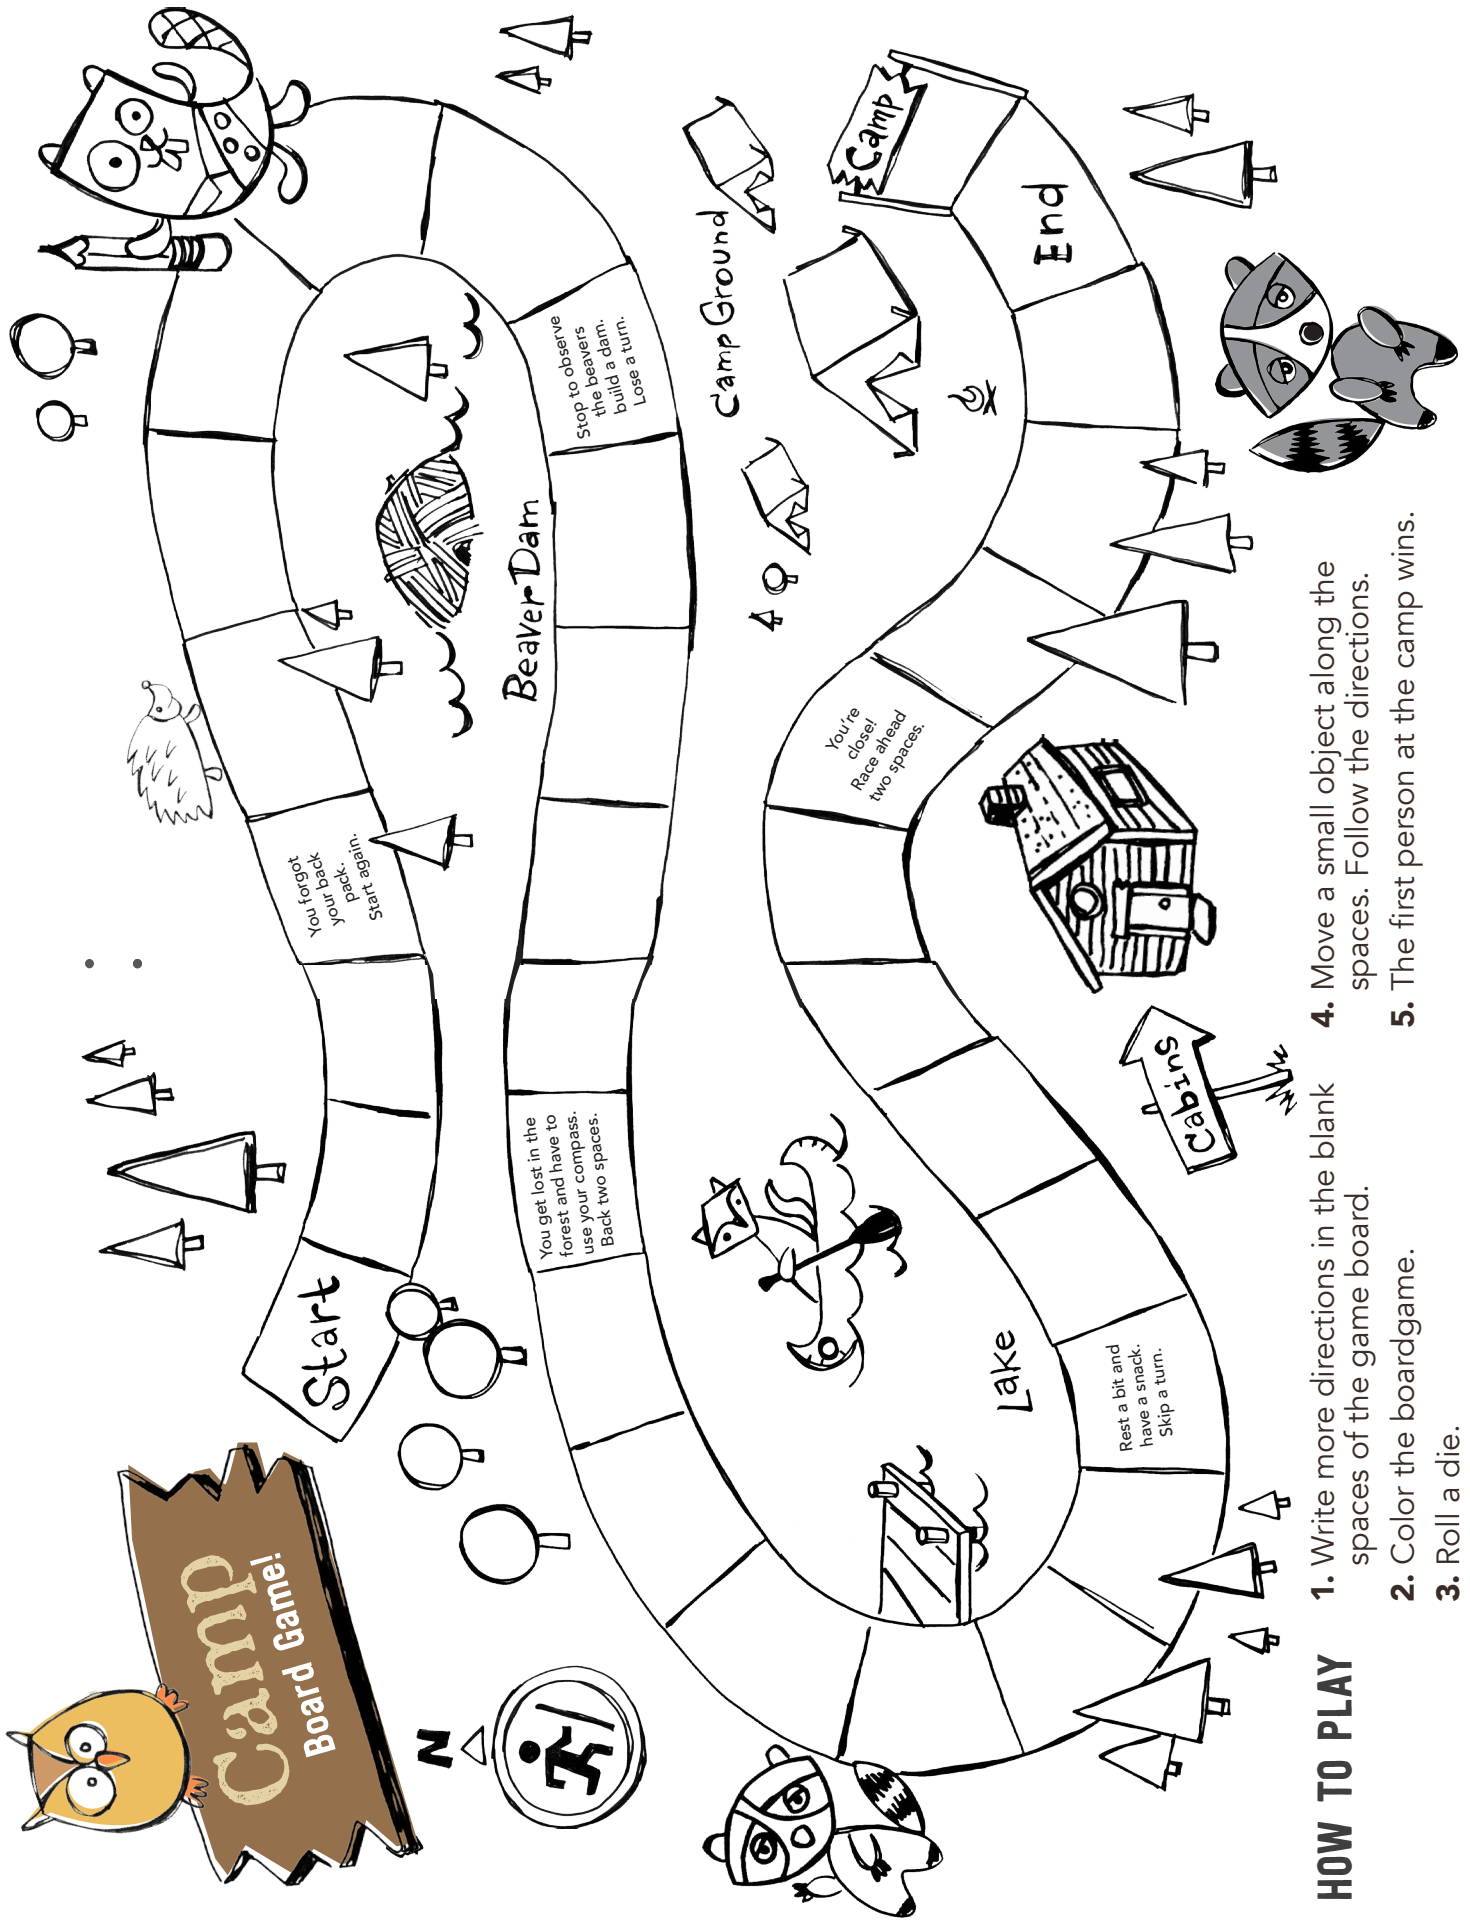 Camp
Board Game!
N
Start
You forgot
your back
pack.
Start again.
Beaver Dam
Stop to observe
the beavers
build a dam.
Lose a turn.
You get lost in the
forest and have to
use your compass.
Back two spaces.
Lake
Rest a bit and
have a snack.
Skip a turn.
Cabins
You're
close!
Race ahead
two spaces.
Camp Ground
Camp
End
HOW TO PLAY
1. Write more directions in the blank
spaces of the game board.
2. Color the boardgame.
3. Roll a die.
4. Move a small object along the
spaces. Follow the directions.
5. The first person at the camp wins.